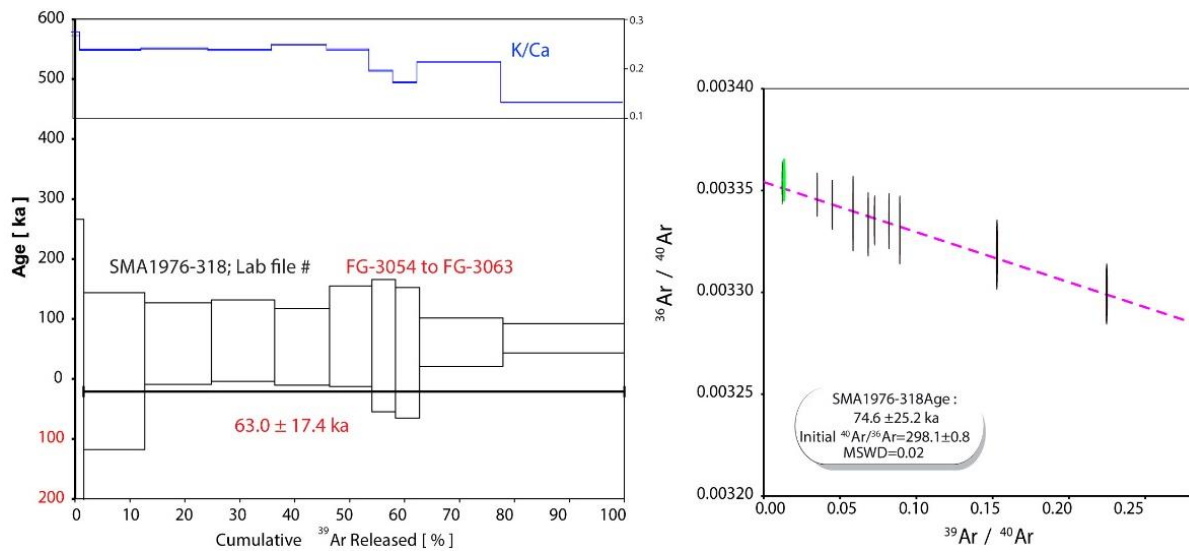 600
500
400
300
200
100
0
100
200
Age [ ka ]
0.3
0.2
0.1
K/Ca
SMA1976-318; Lab file # FG-3054 to FG-3063
63.0 ± 17.4 ka
0 10 20 30 40 50 60 70 80 90 100
Cumulative ³⁹Ar Released [ % ]
0.00340
0.00335
0.00330
0.00325
0.00320
³⁶Ar / ⁴⁰Ar
SMA1976-318Age :
74.6 ±25.2 ka
Initial ⁴⁰Ar/³⁶Ar=298.1±0.8
MSWD=0.02
0.00 0.05 0.10 0.15 0.20 0.25
³⁹Ar / ⁴⁰Ar